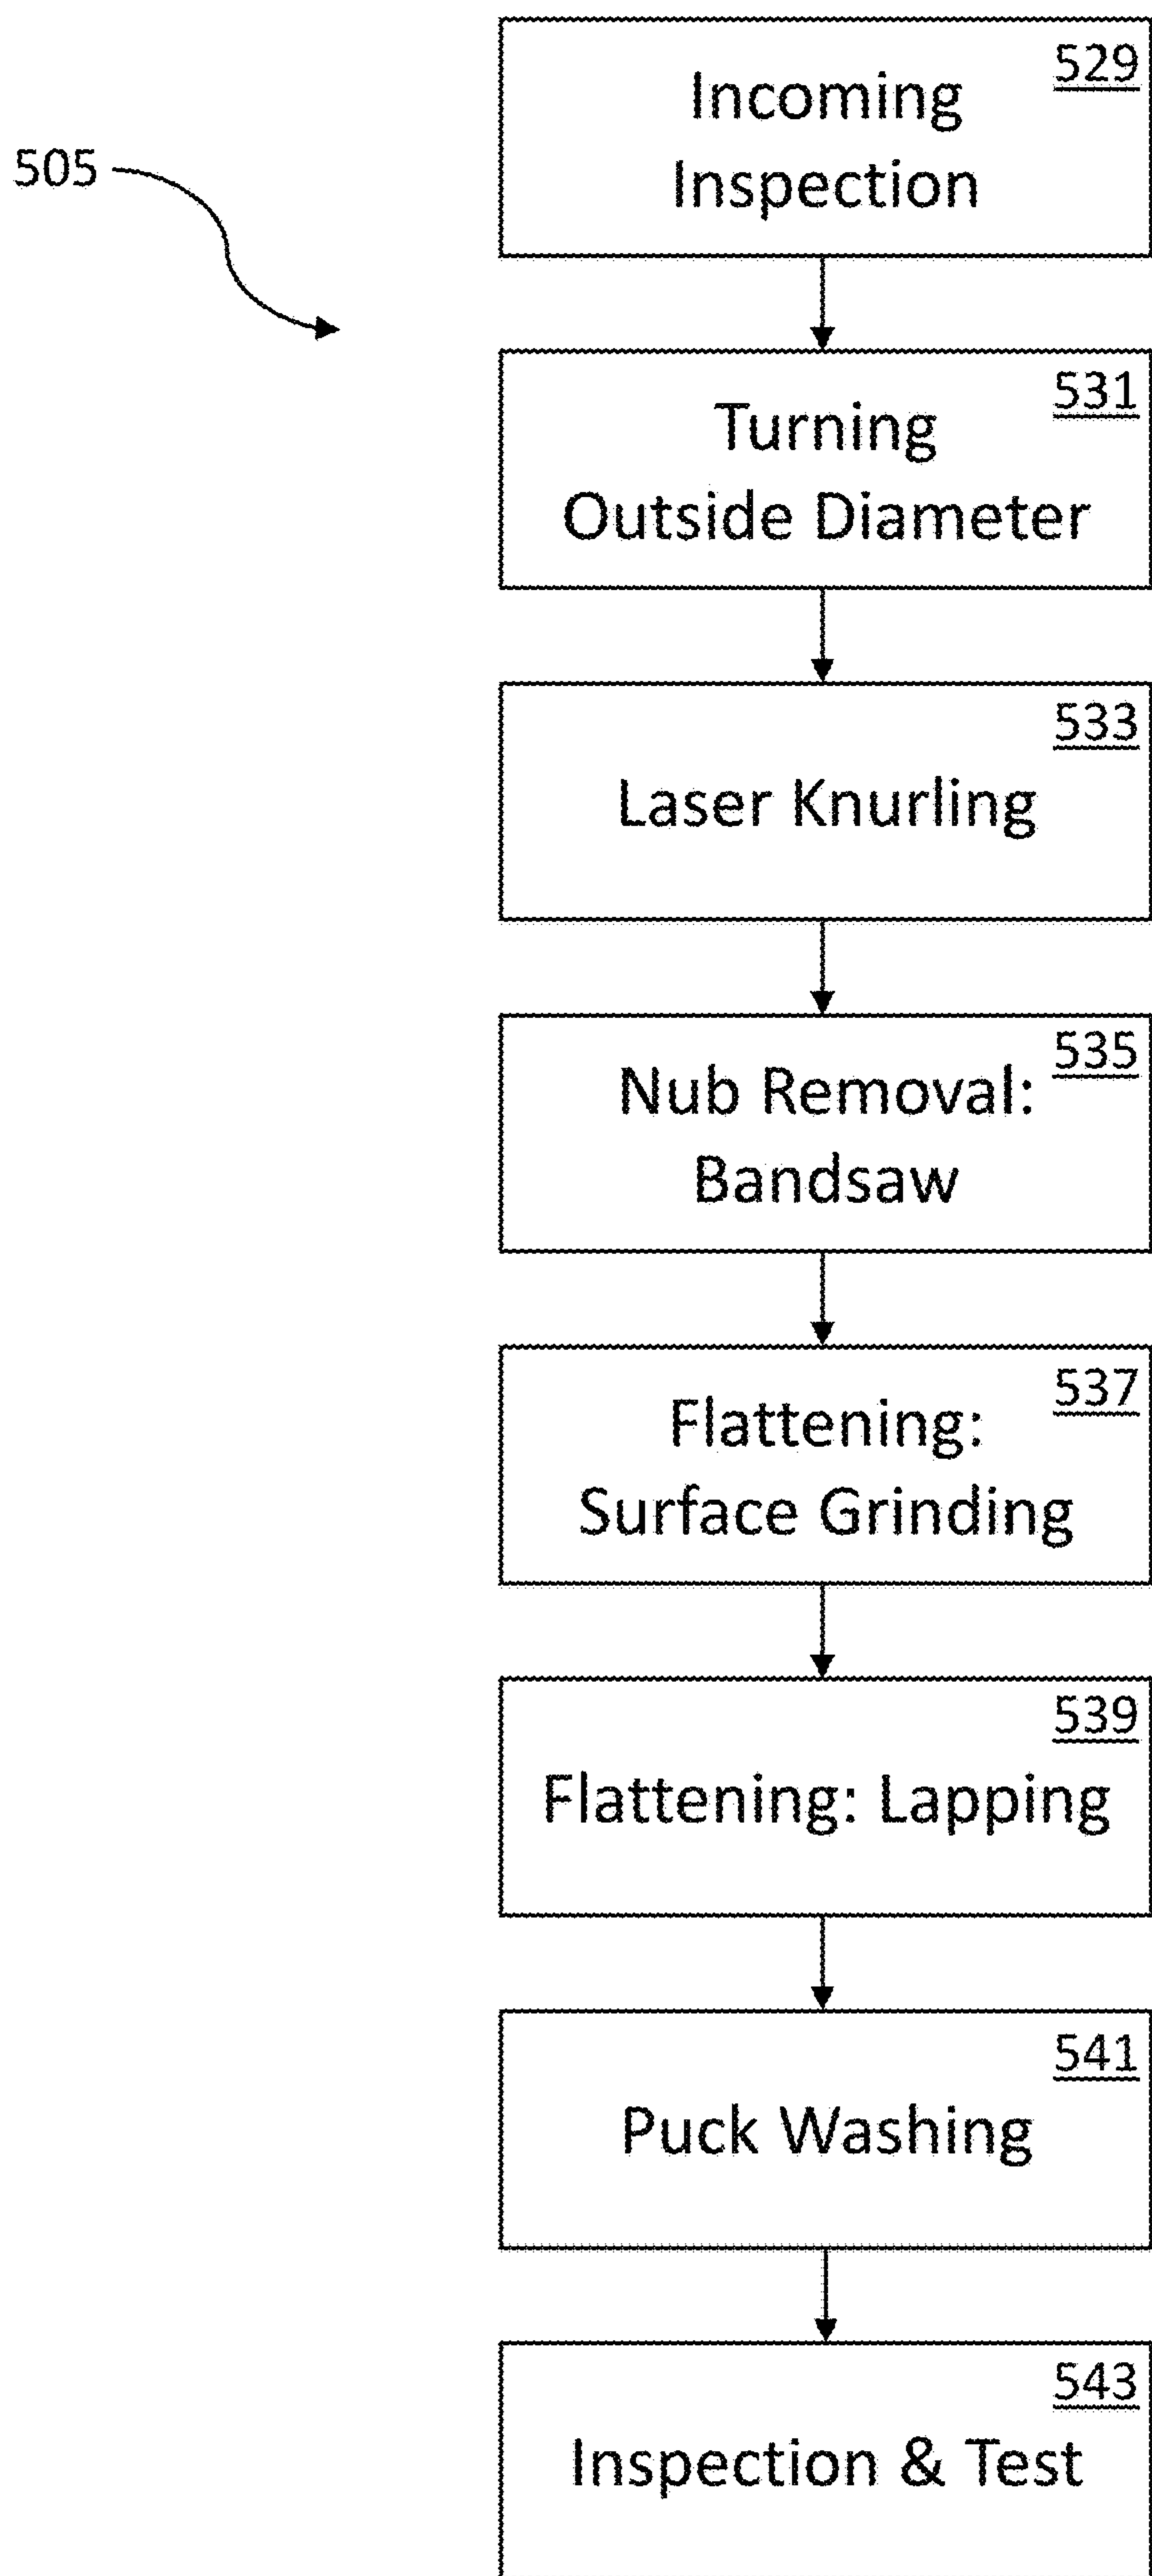 505
529
Incoming
Inspection
531
Turning
Outside Diameter
533
Laser Knurling
535
Nub Removal:
Bandsaw
537
Flattening:
Surface Grinding
539
Flattening: Lapping
541
Puck Washing
543
Inspection & Test